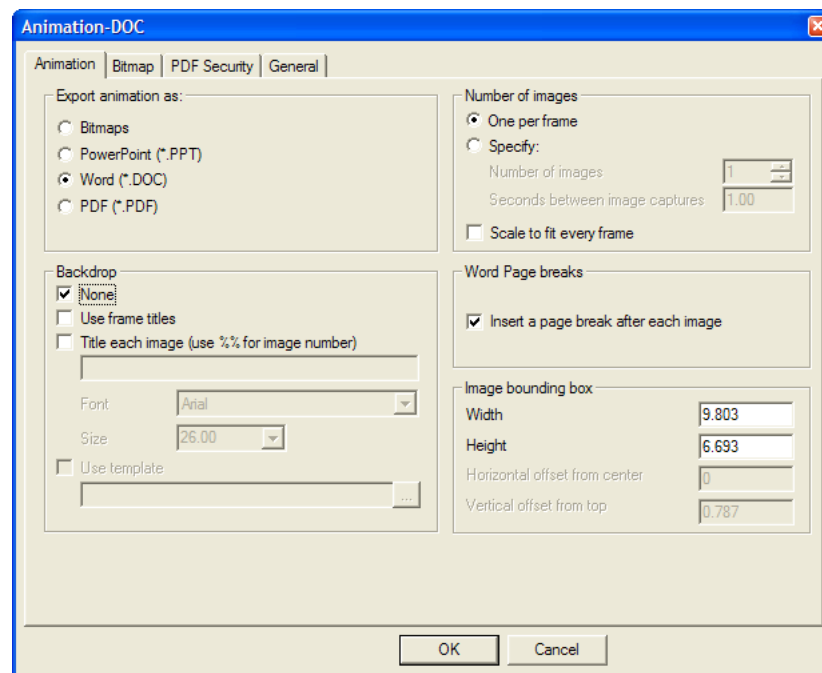 Animation-DOC
Animation Bitmap PDF Security General
Export animation as:
Bitmaps
PowerPoint (*.PPT)
Word (*.DOC)
PDF (*.PDF)
Number of images
One per frame
Specify:
Number of images 1
Seconds between image captures 1.00
Scale to fit every frame
Backdrop
None
Use frame titles
Title each image (use %% for image number)
Font Arial
Size 26.00
Use template
...
Word Page breaks
Insert a page break after each image
Image bounding box
Width 9.803
Height 6.693
Horizontal offset from center 0
Vertical offset from top 0.787
OK Cancel